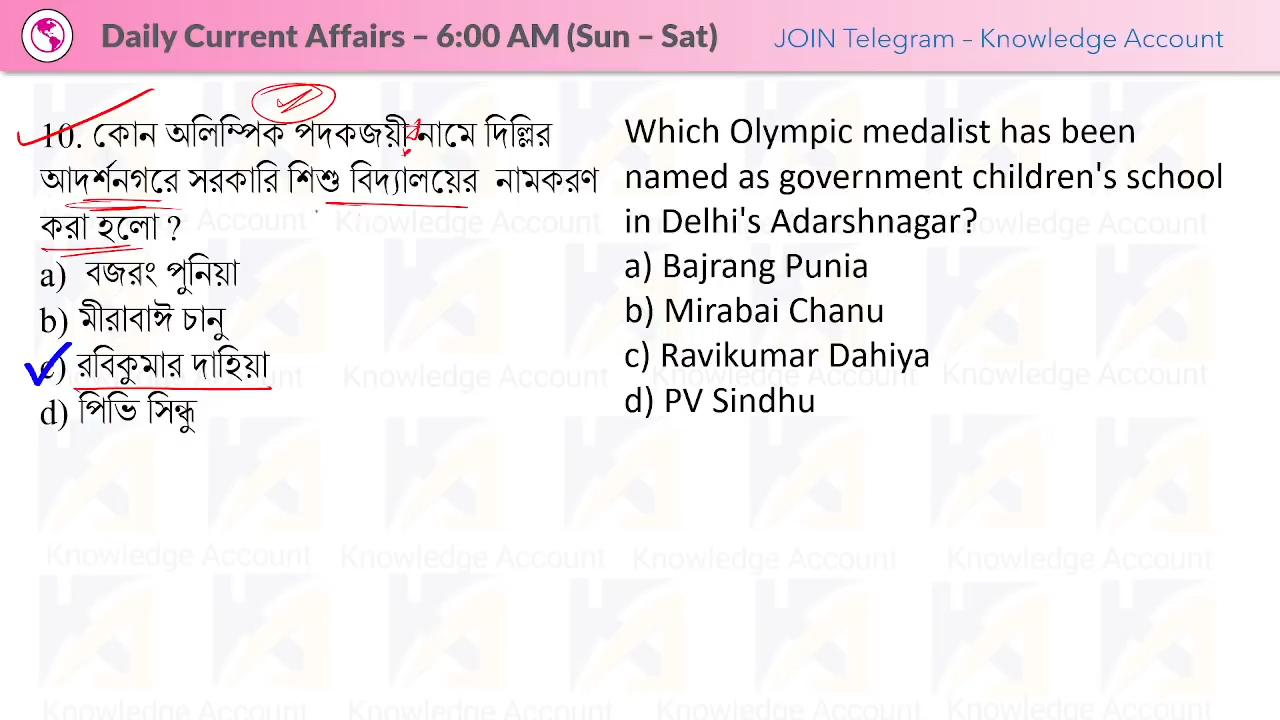 Daily Current Affairs – 6:00 AM (Sun – Sat)
JOIN Telegram – Knowledge Account
10. কোন অলিম্পিক পদকজয়ীর নামে দিল্লির
আদর্শনগরে সরকারি শিশু বিদ্যালয়ের নামকরণ
করা হলো ?
a) বজরং পুনিয়া
b) মীরাবাঈ চানু
c) রবিকুমার দাহিয়া
d) পিভি সিন্ধু
Which Olympic medalist has been
named as government children's school
in Delhi's Adarshnagar?
a) Bajrang Punia
b) Mirabai Chanu
c) Ravikumar Dahiya
d) PV Sindhu
Knowledge Account